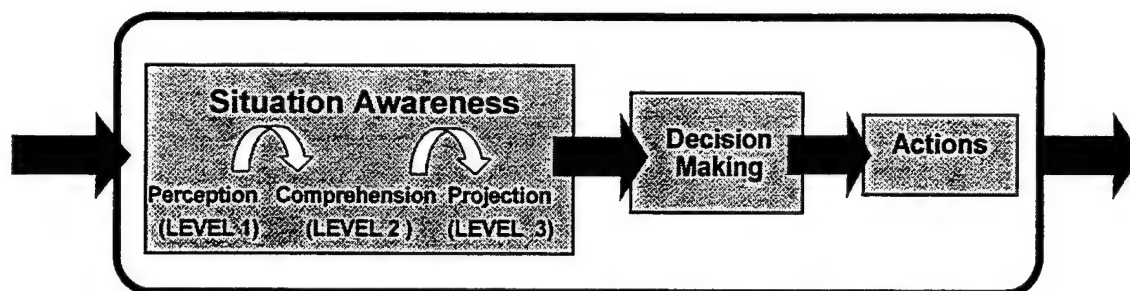 Situation Awareness
Perception Comprehension Projection
(LEVEL 1) (LEVEL 2 ) (LEVEL 3)
Decision
Making
Actions